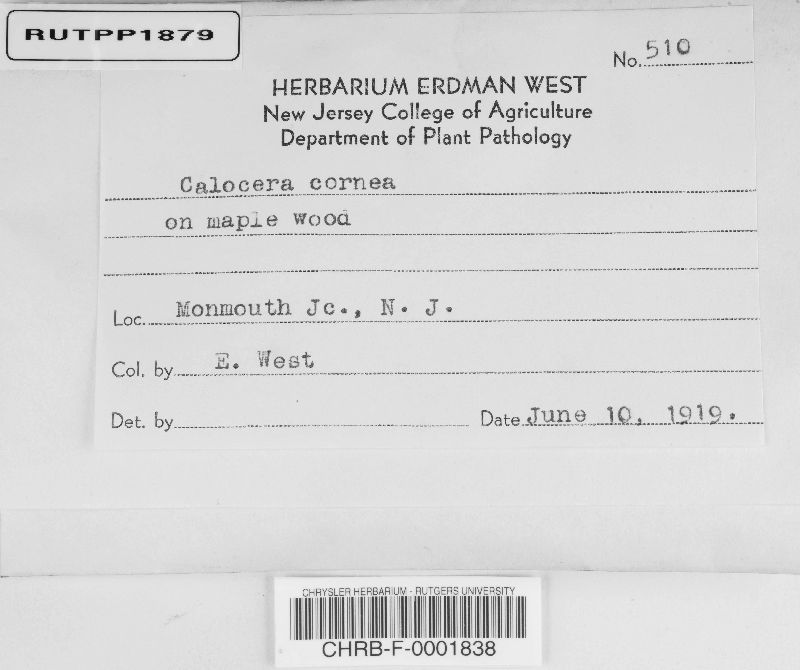 RUTPP1879
No. 510
HERBARIUM ERDMAN WEST
New Jersey College of Agriculture
Department of Plant Pathology
Calocera cornea
on maple wood
Loc. Monmouth Jc., N. J.
Col. by E. West
Det. by Date June 10, 1919.
CHRYSLER HERBARIUM - RUTGERS UNIVERSITY
CHRB-F-0001838